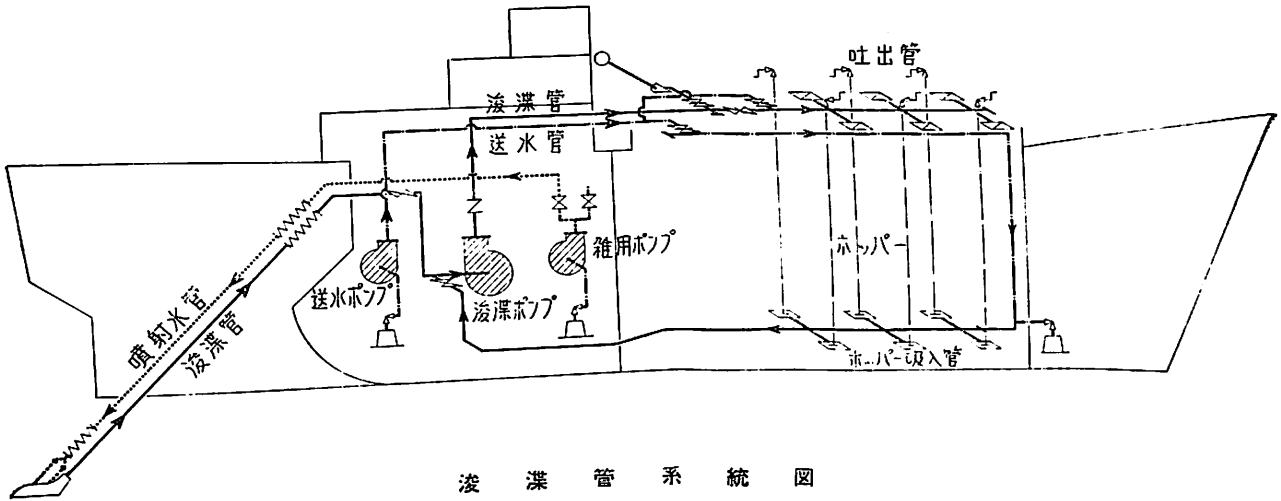 吐出管
浚渫管
送水管
雑用ポンプ
ホッパー
送水ポンプ
浚渫ポンプ
噴射水管
浚渫管
ホッパー吸入管
浚渫管系統図